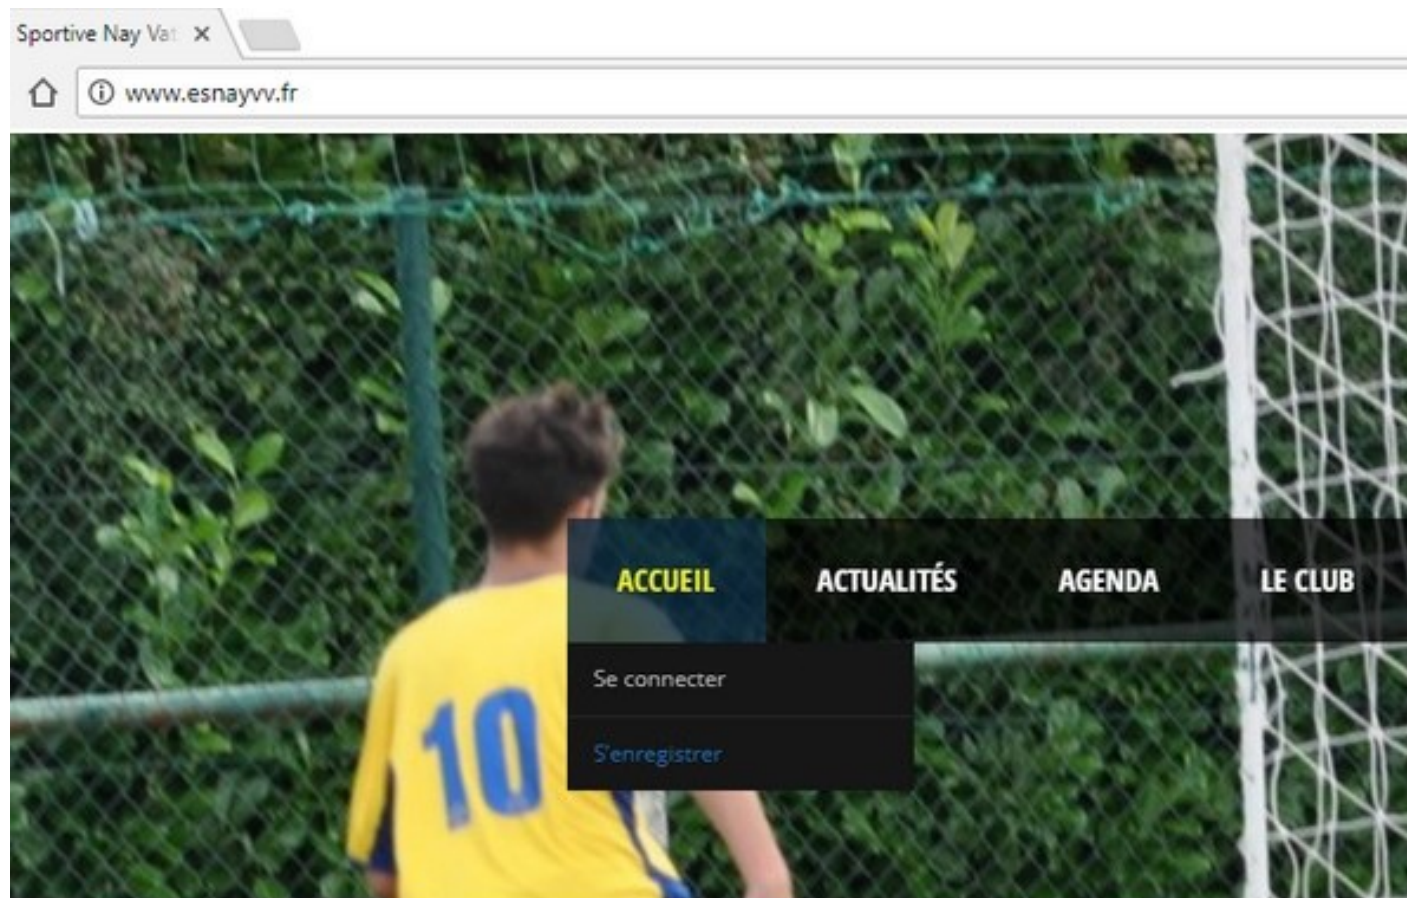 Sportive Nay Vat
www.esnayvv.fr
ACCUEIL ACTUALITÉS AGENDA LE CLUB
Se connecter
S'enregistrer
10